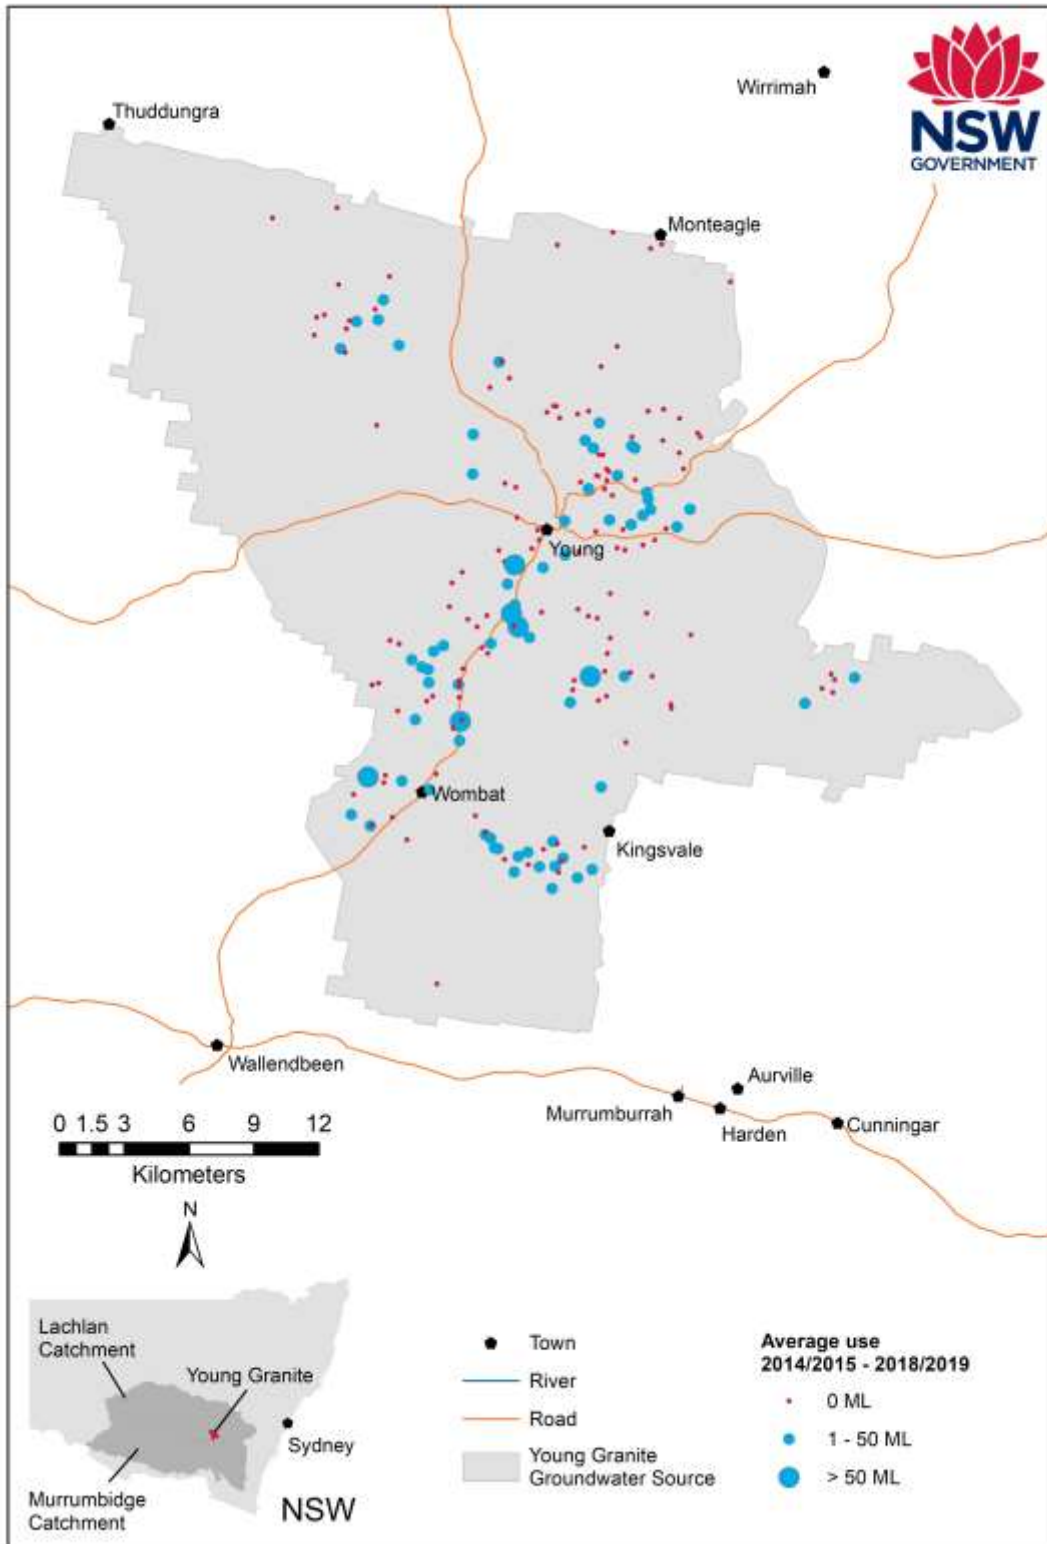 Wirrimah
NSW
GOVERNMENT
Thuddungra
Monteagle
Young
Wombat
Kingsvale
Wallendbeen
Aurville
Murrumburrah
Harden
Cunningar
0 1.5 3 6 9 12
Kilometers
N
Lachlan
Catchment
Young Granite
Sydney
Murrumbidge
Catchment
NSW
Town
River
Road
Young Granite
Groundwater Source
Average use
2014/2015 - 2018/2019
0 ML
1 - 50 ML
> 50 ML